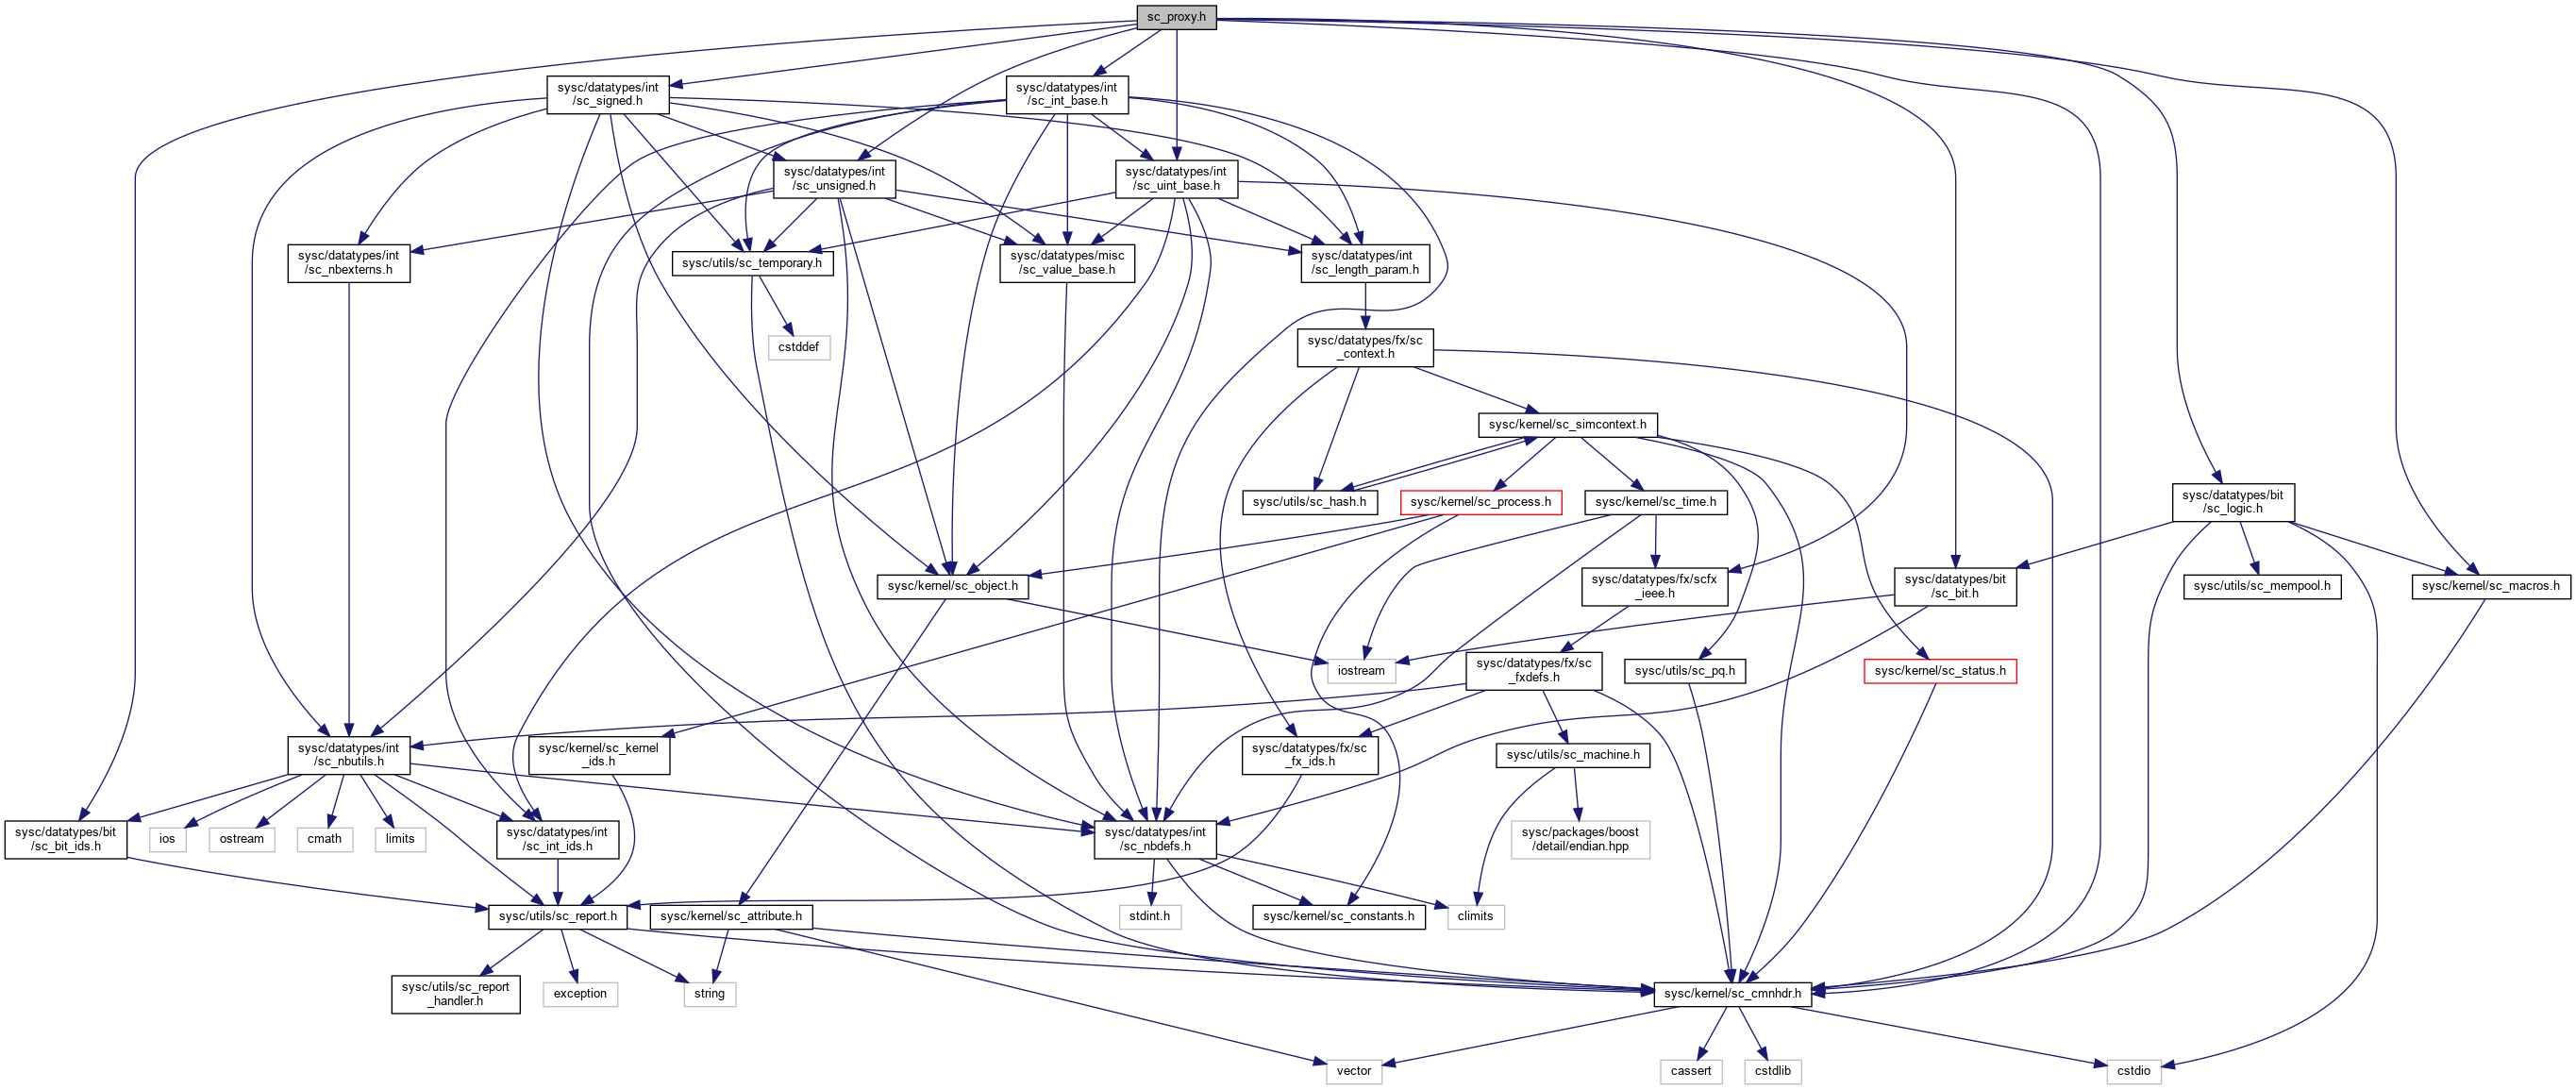 sc_proxy.h
sysc/datatypes/int
/sc_signed.h
sysc/datatypes/int
/sc_int_base.h
sysc/datatypes/int
/sc_unsigned.h
sysc/datatypes/int
/sc_uint_base.h
sysc/datatypes/int
/sc_nbexterns.h
sysc/utils/sc_temporary.h
sysc/datatypes/misc
/sc_value_base.h
sysc/datatypes/int
/sc_length_param.h
cstddef
sysc/datatypes/fx/sc
_context.h
sysc/kernel/sc_simcontext.h
sysc/utils/sc_hash.h
sysc/kernel/sc_process.h
sysc/kernel/sc_time.h
sysc/datatypes/bit
/sc_logic.h
sysc/kernel/sc_object.h
sysc/datatypes/fx/scfx
_ieee.h
sysc/datatypes/bit
/sc_bit.h
sysc/utils/sc_mempool.h
sysc/kernel/sc_macros.h
iostream
sysc/datatypes/fx/sc
_fxdefs.h
sysc/utils/sc_pq.h
sysc/kernel/sc_status.h
sysc/datatypes/int
/sc_nbutils.h
sysc/kernel/sc_kernel
_ids.h
sysc/datatypes/fx/sc
_fx_ids.h
sysc/utils/sc_machine.h
sysc/datatypes/bit
/sc_bit_ids.h
ios
ostream
cmath
limits
sysc/datatypes/int
/sc_int_ids.h
sysc/datatypes/int
/sc_nbdefs.h
sysc/packages/boost
/detail/endian.hpp
sysc/utils/sc_report.h
sysc/kernel/sc_attribute.h
stdint.h
sysc/kernel/sc_constants.h
climits
sysc/utils/sc_report
_handler.h
exception
string
sysc/kernel/sc_cmnhdr.h
vector
cassert
cstdlib
cstdio